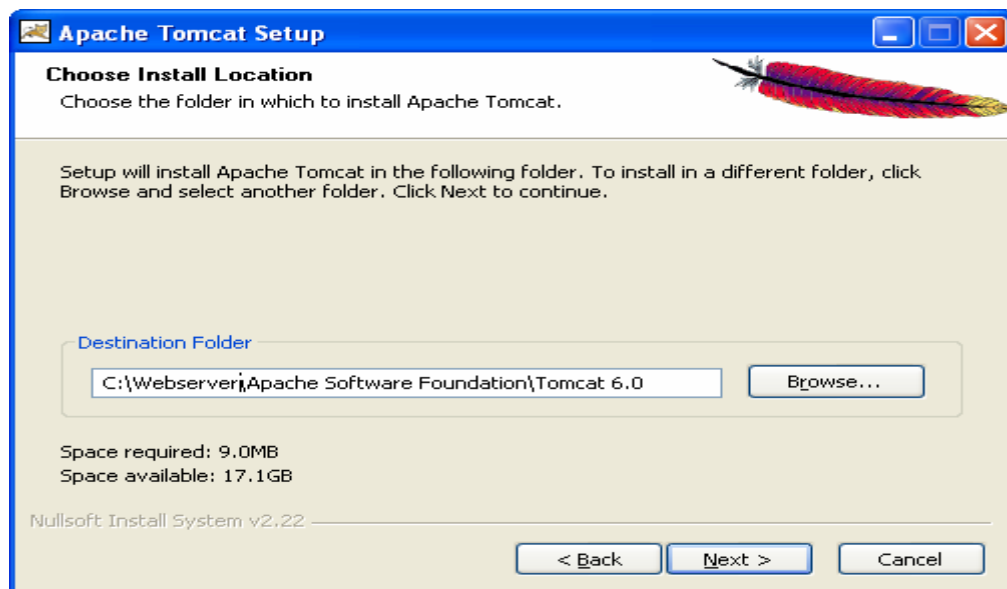 Apache Tomcat Setup
Choose Install Location
Choose the folder in which to install Apache Tomcat.
Setup will install Apache Tomcat in the following folder. To install in a different folder, click
Browse and select another folder. Click Next to continue.
Destination Folder
C:\Webserver\Apache Software Foundation\Tomcat 6.0
Browse...
Space required: 9.0MB
Space available: 17.1GB
Nullsoft Install System v2.22
< Back
Next >
Cancel